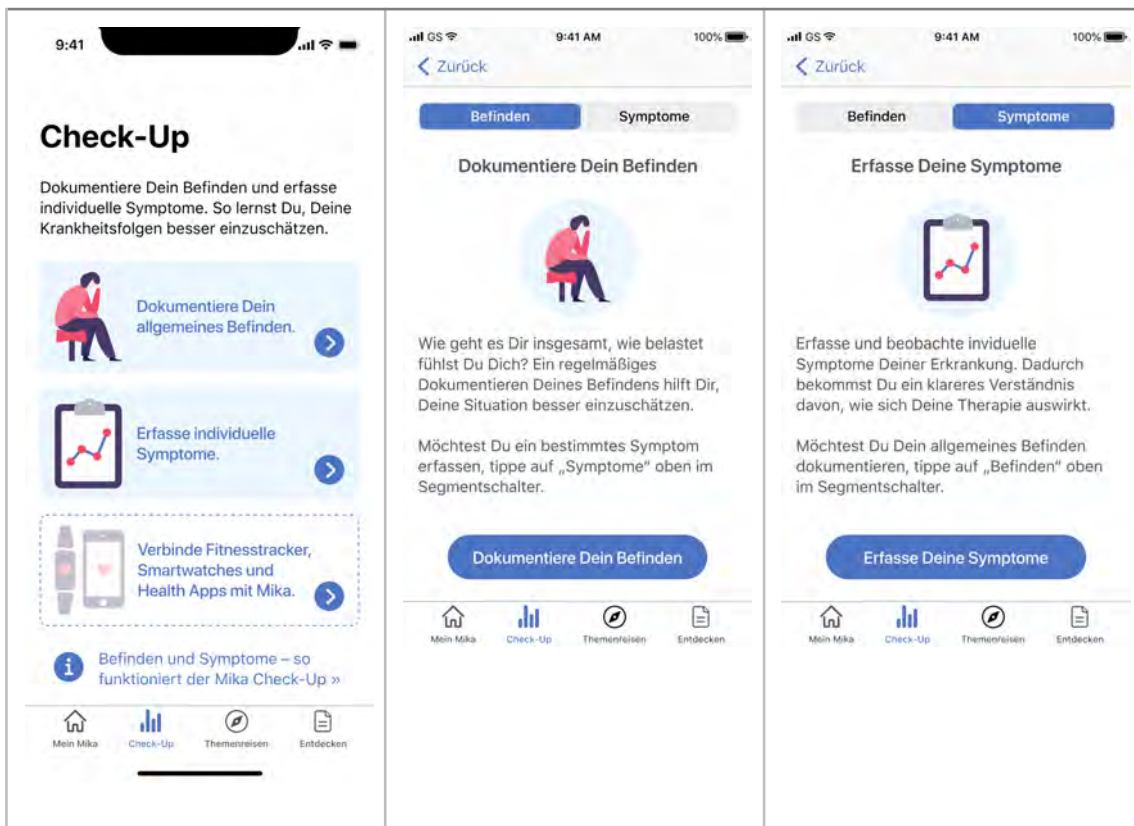 9:41
Check-Up
Dokumentiere Dein Befinden und erfasse
individuelle Symptome. So lernst Du, Deine
Krankheitsfolgen besser einzuschätzen.
Dokumentiere Dein
allgemeines Befinden.
Erfasse individuelle
Symptome.
Verbinde Fitnesstracker,
Smartwatches und
Health Apps mit Mika.
Befinden und Symptome – so
funktioniert der Mika Check-Up »
Mein Mika Check-Up Themenreisen Entdecken
GS 9:41 AM 100%
Zurück
Befinden Symptome
Dokumentiere Dein Befinden
Wie geht es Dir insgesamt, wie belastet
fühlst Du Dich? Ein regelmäßiges
Dokumentieren Deines Befindens hilft Dir,
Deine Situation besser einzuschätzen.
Möchtest Du ein bestimmtes Symptom
erfassen, tippe auf „Symptome“ oben im
Segmentschalter.
Dokumentiere Dein Befinden
Mein Mika Check-Up Themenreisen Entdecken
GS 9:41 AM 100%
Zurück
Befinden Symptome
Erfasse Deine Symptome
Erfasse und beobachte inviduelle
Symptome Deiner Erkrankung. Dadurch
bekommst Du ein klareres Verständnis
davon, wie sich Deine Therapie auswirkt.
Möchtest Du Dein allgemeines Befinden
dokumentieren, tippe auf „Befinden“ oben
im Segmentschalter.
Erfasse Deine Symptome
Mein Mika Check-Up Themenreisen Entdecken